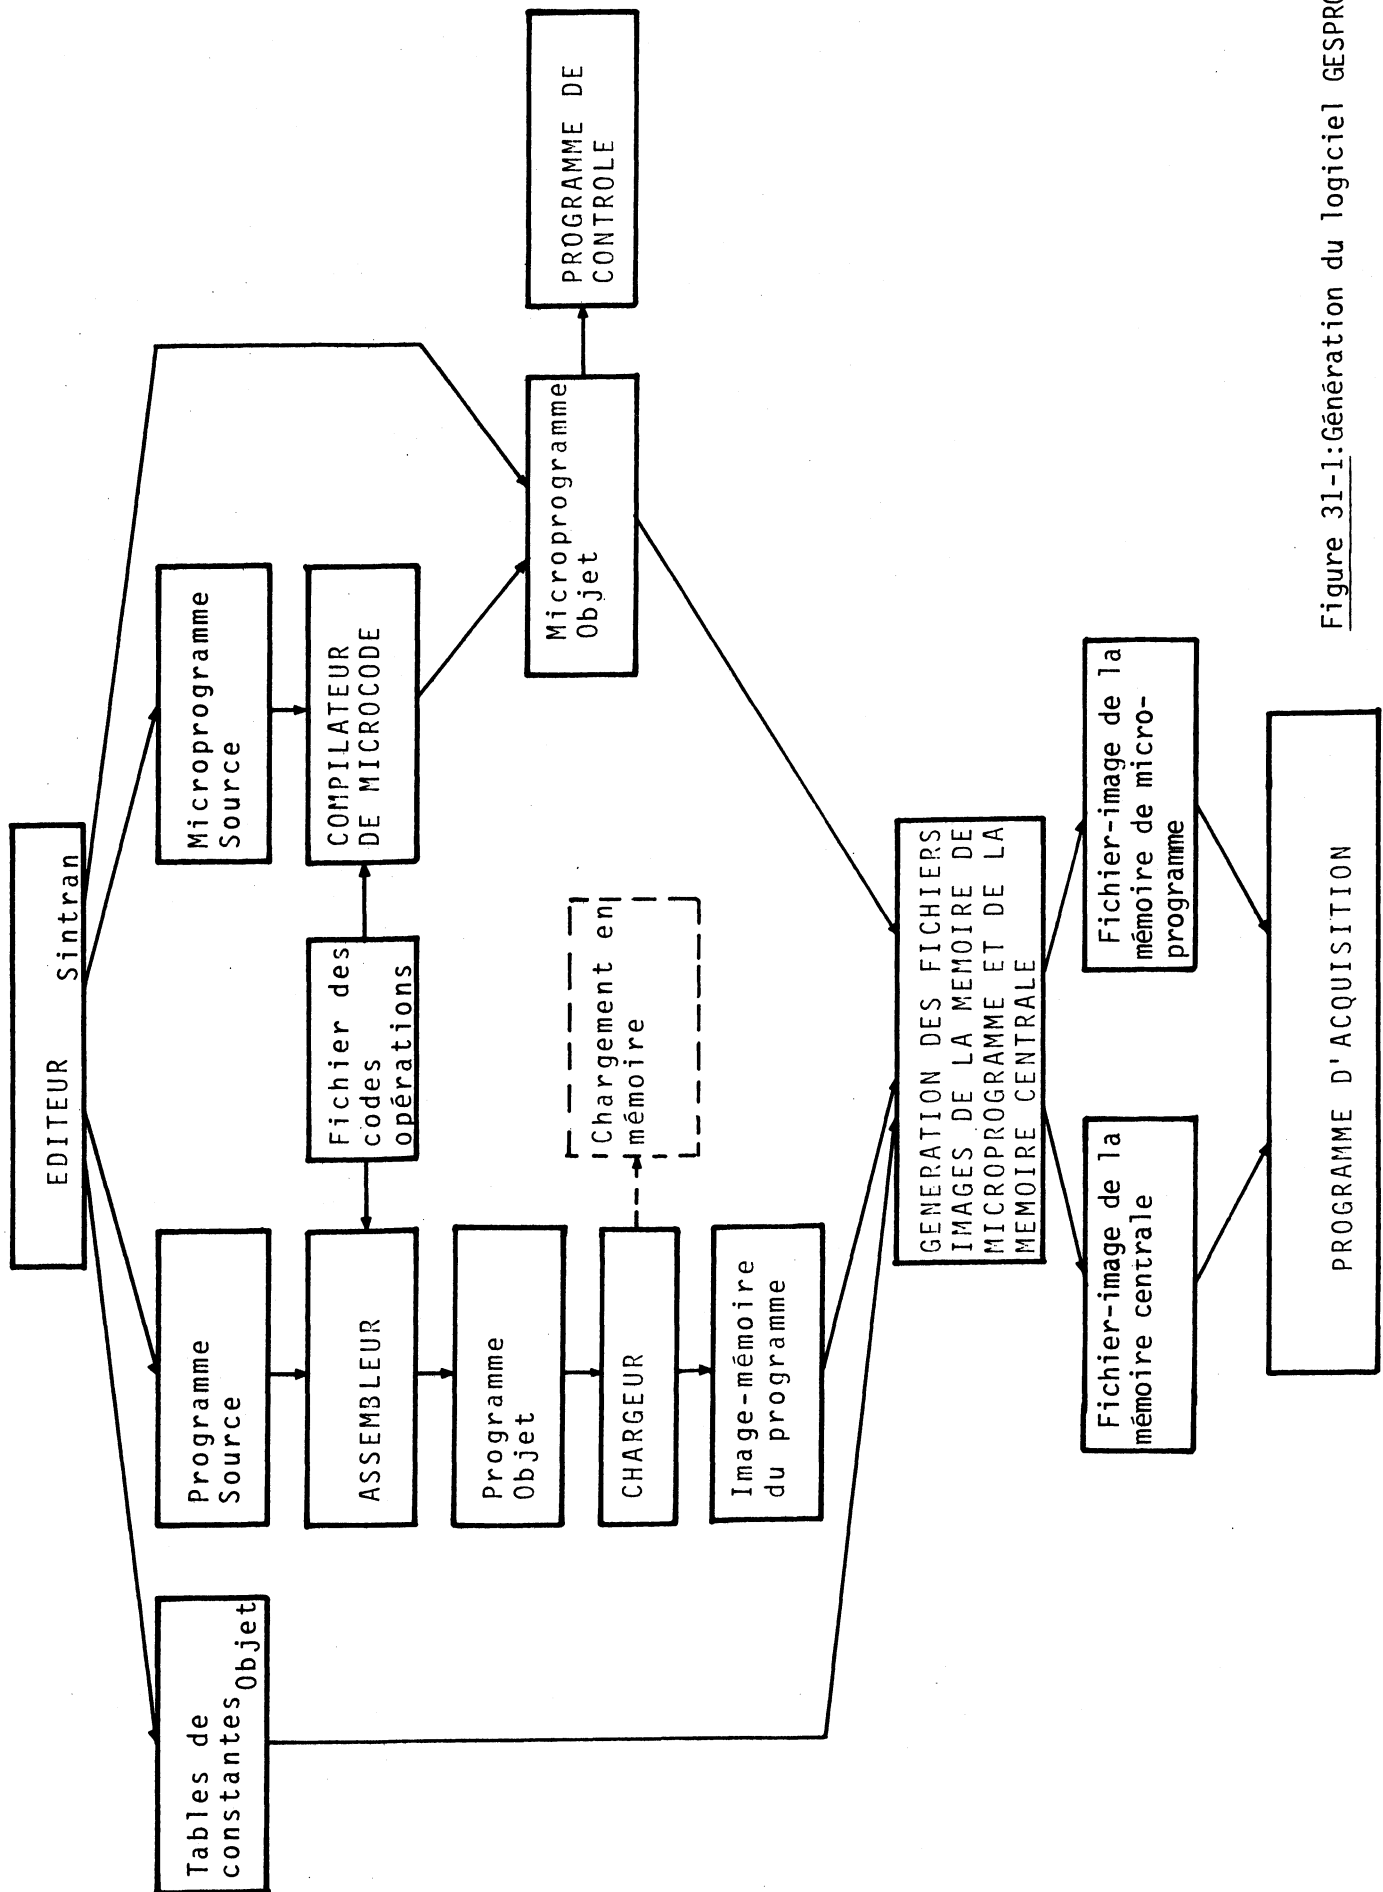 EDITEUR Sintran
Tables de
constantes Objet
Programme
Source
Microprogramme
Source
ASSEMBLEUR
Fichier des
codes
opérations
COMPILATEUR
DE MICROCODE
Programme
Objet
Microprogramme
Objet
PROGRAMME DE
CONTROLE
CHARGEUR
Chargement en
mémoire
Image-mémoire
du programme
GENERATION DES FICHIERS
IMAGES DE LA MEMOIRE DE
MICROPROGRAMME ET DE LA
MEMOIRE CENTRALE
Fichier-image de la
mémoire centrale
Fichier-image de la
mémoire de micro-
programme
PROGRAMME D'ACQUISITION
Figure 31-1:Génération du logiciel GESPRO